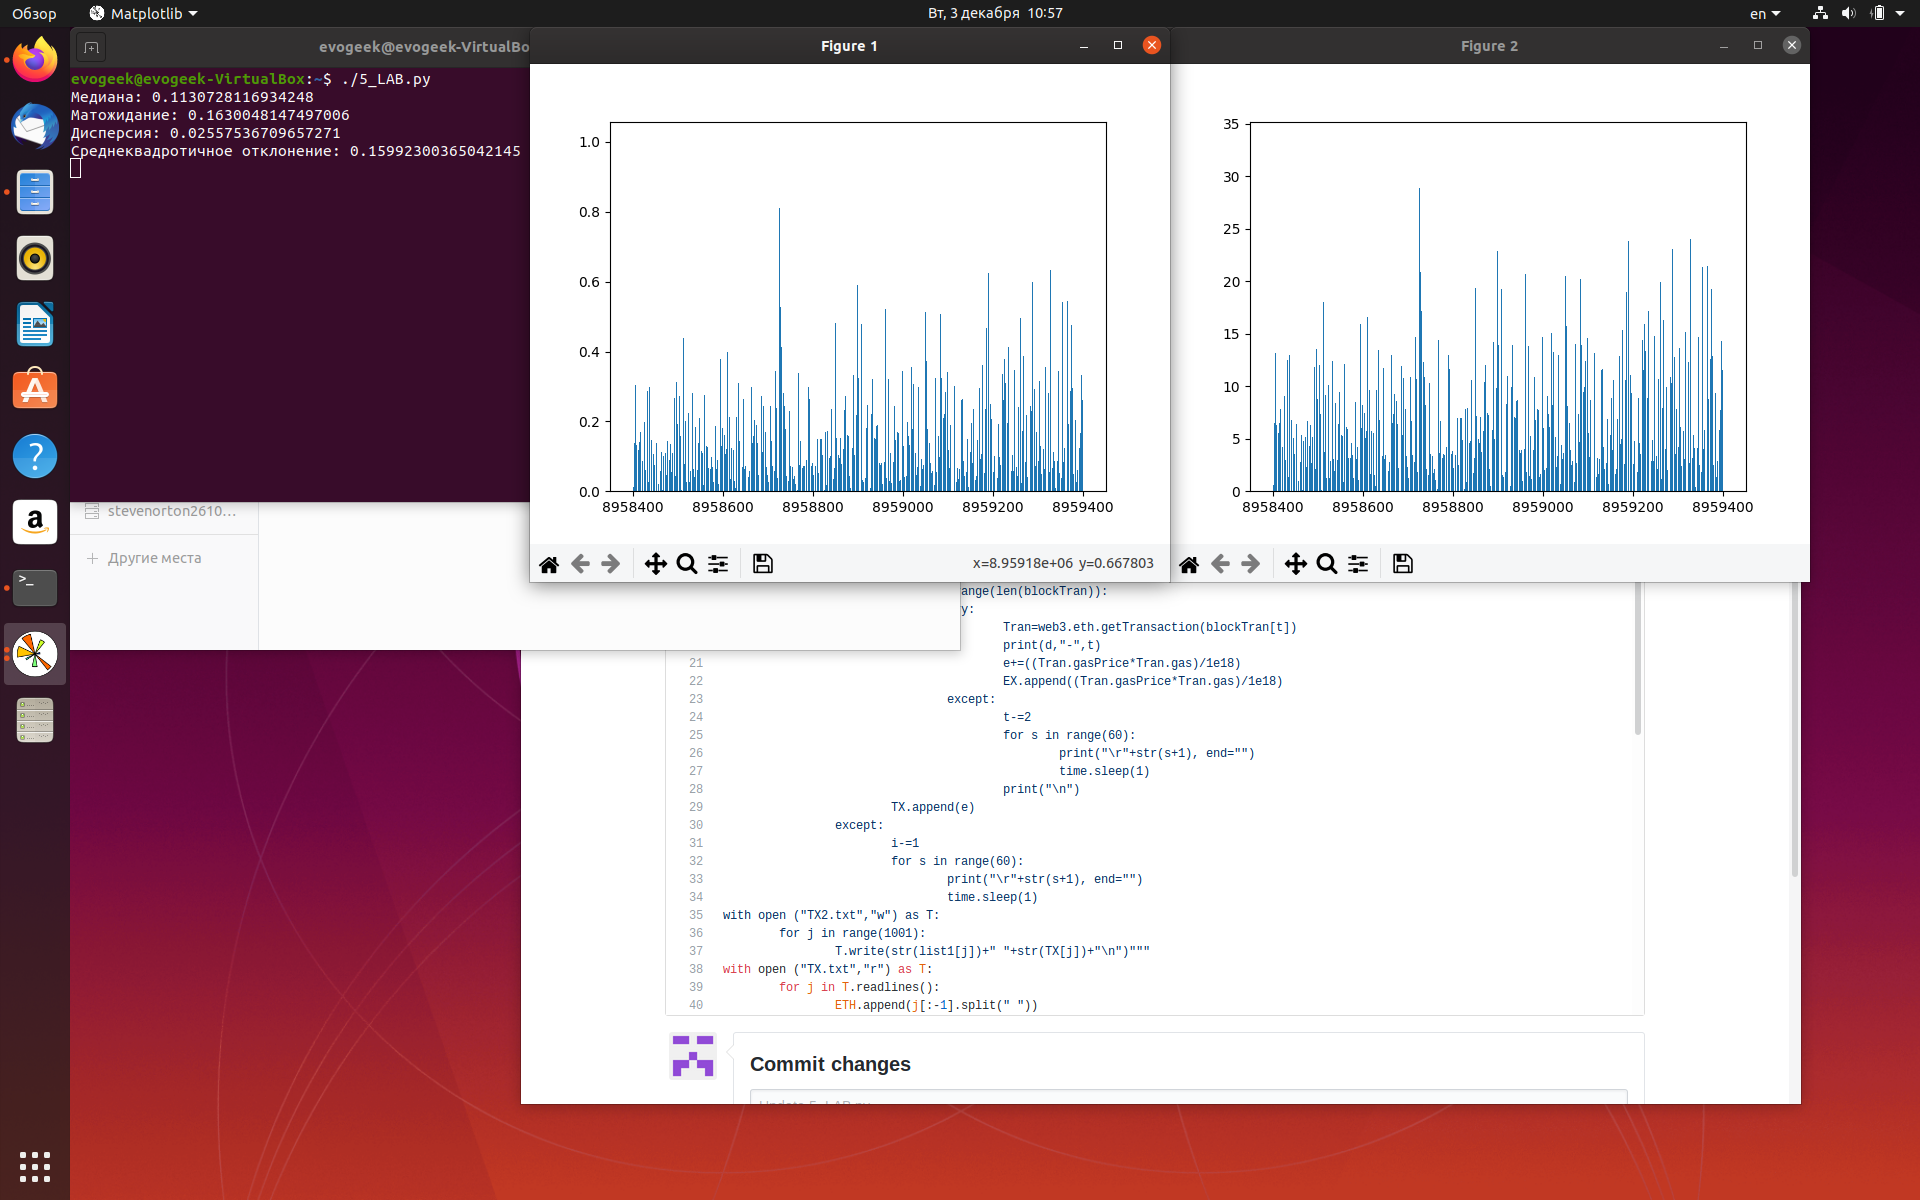 Обзор
Matplotlib
Вт, 3 декабря 10:57
en
evogeek@evogeek-VirtualBo
Figure 1
Figure 2
evogeek@evogeek-VirtualBox:~$ ./5_LAB.py
Медиана: 0.1130728116934248
Матожидание: 0.1630048147497006
Дисперсия: 0.02557536709657271
Среднеквадротичное отклонение: 0.15992300365042145
1.0
0.8
0.6
0.4
0.2
0.0
8958400 8958600 8958800 8959000 8959200 8959400
x=8.95918e+06 y=0.667803
35
30
25
20
15
10
5
0
8958400 8958600 8958800 8959000 8959200 8959400
stevenorton2610...
Другие места
ange(len(blockTran)):
y:
Tran=web3.eth.getTransaction(blockTran[t])
print(d,"-",t)
21 e+=((Tran.gasPrice*Tran.gas)/1e18)
22 EX.append((Tran.gasPrice*Tran.gas)/1e18)
23 except:
24 t-=2
25 for s in range(60):
26 print("\r"+str(s+1), end="")
27 time.sleep(1)
28 print("\n")
29 TX.append(e)
30 except:
31 i-=1
32 for s in range(60):
33 print("\r"+str(s+1), end="")
34 time.sleep(1)
35 with open ("TX2.txt","w") as T:
36 for j in range(1001):
37 T.write(str(list1[j])+" "+str(TX[j])+"\n")"""
38 with open ("TX.txt","r") as T:
39 for j in T.readlines():
40 ETH.append(j[:-1].split(" "))
Commit changes